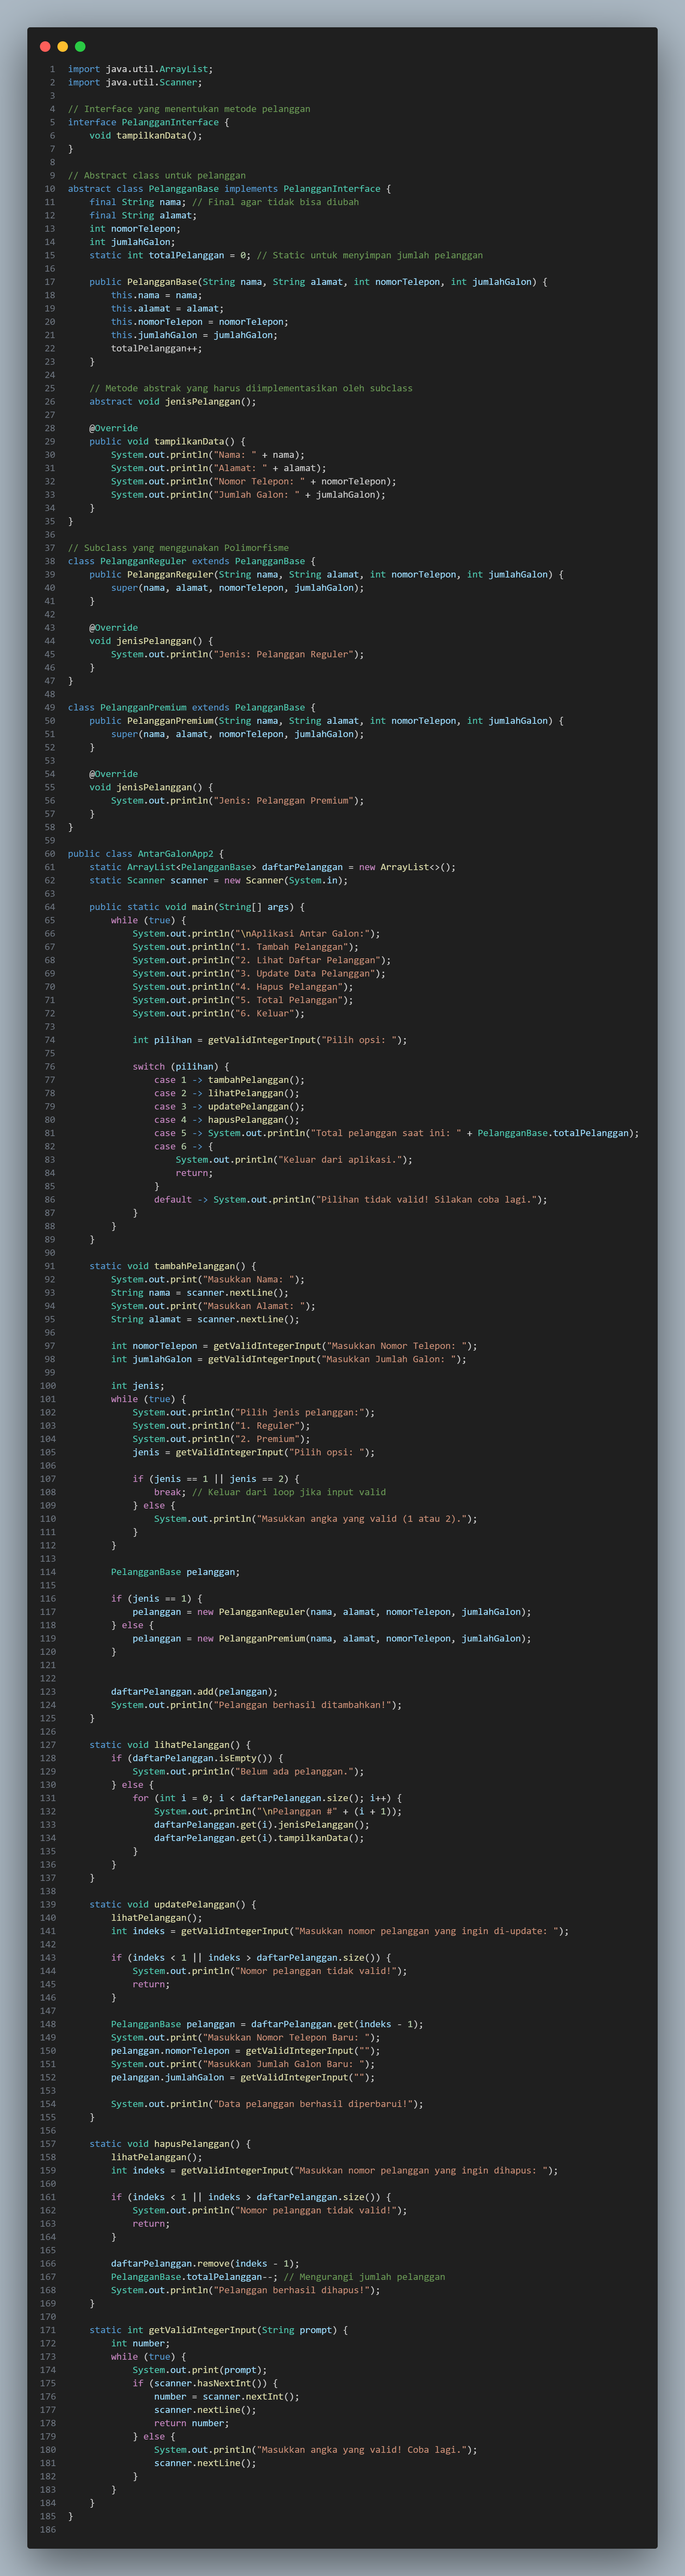 1 import java.util.ArrayList;
2 import java.util.Scanner;
3
4 // Interface yang menentukan metode pelanggan
5 interface PelangganInterface {
6     void tampilkanData();
7 }
8
9 // Abstract class untuk pelanggan
10 abstract class PelangganBase implements PelangganInterface {
11     final String nama; // Final agar tidak bisa diubah
12     final String alamat;
13     int nomorTelepon;
14     int jumlahGalon;
15     static int totalPelanggan = 0; // Static untuk menyimpan jumlah pelanggan
16
17     public PelangganBase(String nama, String alamat, int nomorTelepon, int jumlahGalon) {
18         this.nama = nama;
19         this.alamat = alamat;
20         this.nomorTelepon = nomorTelepon;
21         this.jumlahGalon = jumlahGalon;
22         totalPelanggan++;
23     }
24
25     // Metode abstrak yang harus diimplementasikan oleh subclass
26     abstract void jenisPelanggan();
27
28     @Override
29     public void tampilkanData() {
30         System.out.println("Nama: " + nama);
31         System.out.println("Alamat: " + alamat);
32         System.out.println("Nomor Telepon: " + nomorTelepon);
33         System.out.println("Jumlah Galon: " + jumlahGalon);
34     }
35 }
36
37 // Subclass yang menggunakan Polimorfisme
38 class PelangganReguler extends PelangganBase {
39     public PelangganReguler(String nama, String alamat, int nomorTelepon, int jumlahGalon) {
40         super(nama, alamat, nomorTelepon, jumlahGalon);
41     }
42
43     @Override
44     void jenisPelanggan() {
45         System.out.println("Jenis: Pelanggan Reguler");
46     }
47 }
48
49 class PelangganPremium extends PelangganBase {
50     public PelangganPremium(String nama, String alamat, int nomorTelepon, int jumlahGalon) {
51         super(nama, alamat, nomorTelepon, jumlahGalon);
52     }
53
54     @Override
55     void jenisPelanggan() {
56         System.out.println("Jenis: Pelanggan Premium");
57     }
58 }
59
60 public class AntarGalonApp2 {
61     static ArrayList<PelangganBase> daftarPelanggan = new ArrayList<>();
62     static Scanner scanner = new Scanner(System.in);
63
64     public static void main(String[] args) {
65         while (true) {
66             System.out.println("\nAplikasi Antar Galon:");
67             System.out.println("1. Tambah Pelanggan");
68             System.out.println("2. Lihat Daftar Pelanggan");
69             System.out.println("3. Update Data Pelanggan");
70             System.out.println("4. Hapus Pelanggan");
71             System.out.println("5. Total Pelanggan");
72             System.out.println("6. Keluar");
73
74             int pilihan = getValidIntegerInput("Pilih opsi: ");
75
76             switch (pilihan) {
77                 case 1 -> tambahPelanggan();
78                 case 2 -> lihatPelanggan();
79                 case 3 -> updatePelanggan();
80                 case 4 -> hapusPelanggan();
81                 case 5 -> System.out.println("Total pelanggan saat ini: " + PelangganBase.totalPelanggan);
82                 case 6 -> {
83                     System.out.println("Keluar dari aplikasi.");
84                     return;
85                 }
86                 default -> System.out.println("Pilihan tidak valid! Silakan coba lagi.");
87             }
88         }
89     }
90
91     static void tambahPelanggan() {
92         System.out.print("Masukkan Nama: ");
93         String nama = scanner.nextLine();
94         System.out.print("Masukkan Alamat: ");
95         String alamat = scanner.nextLine();
96
97         int nomorTelepon = getValidIntegerInput("Masukkan Nomor Telepon: ");
98         int jumlahGalon = getValidIntegerInput("Masukkan Jumlah Galon: ");
99
100         int jenis;
101         while (true) {
102             System.out.println("Pilih jenis pelanggan:");
103             System.out.println("1. Reguler");
104             System.out.println("2. Premium");
105             jenis = getValidIntegerInput("Pilih opsi: ");
106
107             if (jenis == 1 || jenis == 2) {
108                 break; // Keluar dari loop jika input valid
109             } else {
110                 System.out.println("Masukkan angka yang valid (1 atau 2).");
111             }
112         }
113
114         PelangganBase pelanggan;
115
116         if (jenis == 1) {
117             pelanggan = new PelangganReguler(nama, alamat, nomorTelepon, jumlahGalon);
118         } else {
119             pelanggan = new PelangganPremium(nama, alamat, nomorTelepon, jumlahGalon);
120         }
121
122
123         daftarPelanggan.add(pelanggan);
124         System.out.println("Pelanggan berhasil ditambahkan!");
125     }
126
127     static void lihatPelanggan() {
128         if (daftarPelanggan.isEmpty()) {
129             System.out.println("Belum ada pelanggan.");
130         } else {
131             for (int i = 0; i < daftarPelanggan.size(); i++) {
132                 System.out.println("\nPelanggan #" + (i + 1));
133                 daftarPelanggan.get(i).jenisPelanggan();
134                 daftarPelanggan.get(i).tampilkanData();
135             }
136         }
137     }
138
139     static void updatePelanggan() {
140         lihatPelanggan();
141         int indeks = getValidIntegerInput("Masukkan nomor pelanggan yang ingin di-update: ");
142
143         if (indeks < 1 || indeks > daftarPelanggan.size()) {
144             System.out.println("Nomor pelanggan tidak valid!");
145             return;
146         }
147
148         PelangganBase pelanggan = daftarPelanggan.get(indeks - 1);
149         System.out.print("Masukkan Nomor Telepon Baru: ");
150         pelanggan.nomorTelepon = getValidIntegerInput("");
151         System.out.print("Masukkan Jumlah Galon Baru: ");
152         pelanggan.jumlahGalon = getValidIntegerInput("");
153
154         System.out.println("Data pelanggan berhasil diperbarui!");
155     }
156
157     static void hapusPelanggan() {
158         lihatPelanggan();
159         int indeks = getValidIntegerInput("Masukkan nomor pelanggan yang ingin dihapus: ");
160
161         if (indeks < 1 || indeks > daftarPelanggan.size()) {
162             System.out.println("Nomor pelanggan tidak valid!");
163             return;
164         }
165
166         daftarPelanggan.remove(indeks - 1);
167         PelangganBase.totalPelanggan--; // Mengurangi jumlah pelanggan
168         System.out.println("Pelanggan berhasil dihapus!");
169     }
170
171     static int getValidIntegerInput(String prompt) {
172         int number;
173         while (true) {
174             System.out.print(prompt);
175             if (scanner.hasNextInt()) {
176                 number = scanner.nextInt();
177                 scanner.nextLine();
178                 return number;
179             } else {
180                 System.out.println("Masukkan angka yang valid! Coba lagi.");
181                 scanner.nextLine();
182             }
183         }
184     }
185 }
186